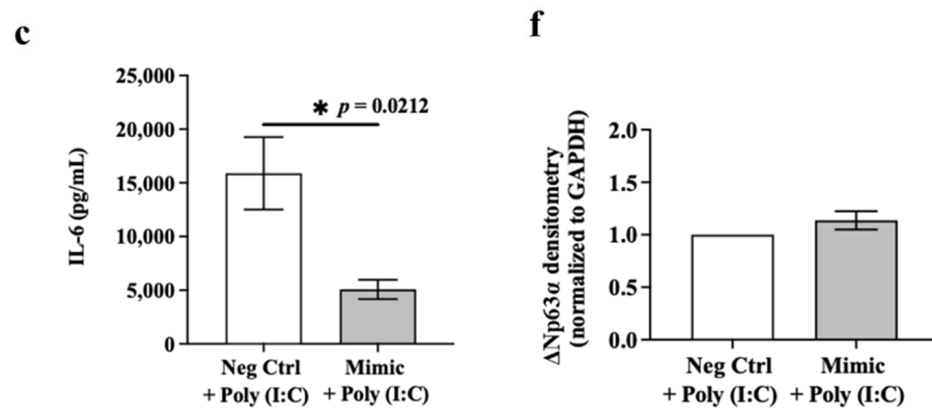 c
IL-6 (pg/mL)
25,000
20,000
15,000
10,000
5,000
0
* p = 0.0212
Neg Ctrl
+ Poly (I:C)
Mimic
+ Poly (I:C)
f
ΔNp63α densitometry
(normalized to GAPDH)
2.0
1.5
1.0
0.5
0.0
Neg Ctrl
+ Poly (I:C)
Mimic
+ Poly (I:C)